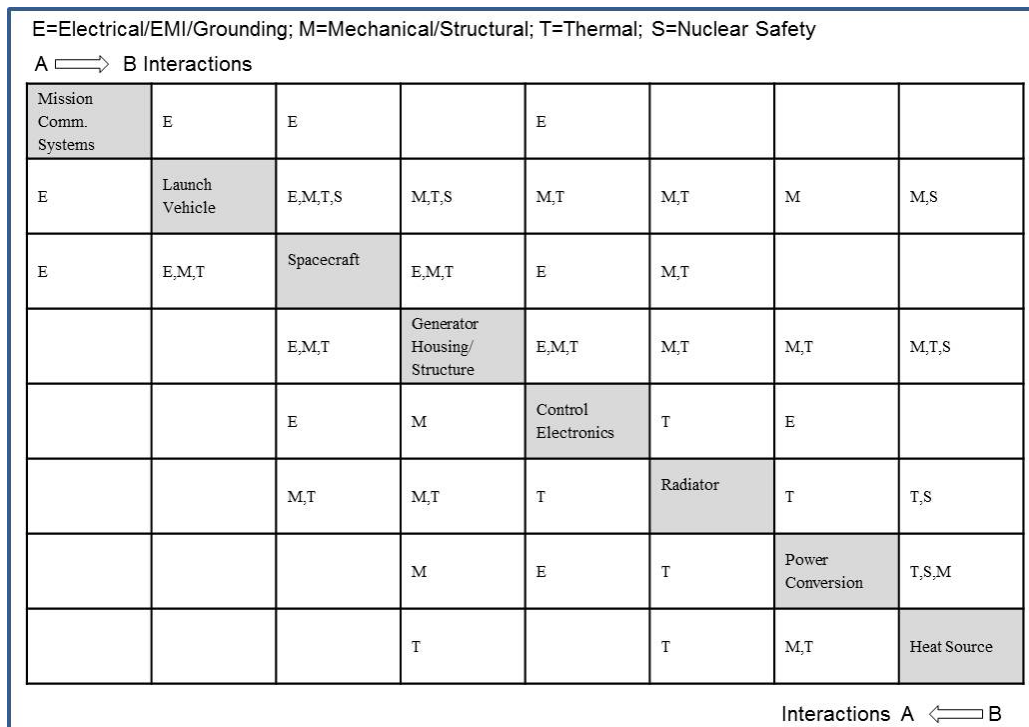 E=Electrical/EMI/Grounding; M=Mechanical/Structural; T=Thermal; S=Nuclear Safety
A B Interactions
Mission
Comm.
Systems
E
E
E
E
Launch
Vehicle
E,M,T,S
M,T,S
M,T
M,T
M
M,S
E
E,M,T
Spacecraft
E,M,T
E
M,T
E,M,T
Generator
Housing/
Structure
E,M,T
M,T
M,T
M,T,S
E
M
Control
Electronics
T
E
M,T
M,T
T
Radiator
T
T,S
M
E
T
Power
Conversion
T,S,M
T
T
M,T
Heat Source
Interactions A B